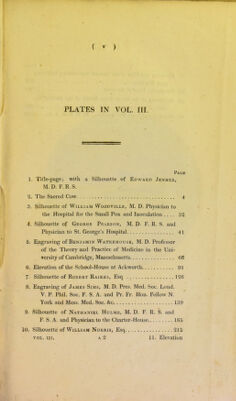 ( v )
PLATES IN VOL. III.
PAGE
1. Title-page; with a Silhouette of EDWARD JENNER,
M. D. F. R. S.
2. The Sacred Cow ........ 4
3. Silhouette of WILLIAM WOODVILLE, M. D. Physician to
the Hospital for the Small Pox and Inoculation .... 32
4. Silhouette of GEORGE PEARSON, M. D. F. R. S. and
Physician to St. George's Hospital........ 41
5. Engraving of BENJAMIN WATERHOUSE, M. D. Professor
of the Theory and Practice of Medicine in the Uni-
versity of Cambridge, Massachusetts........ 66
6. Elevation of the School-House at Ackworth........ 91
7. Silhouette of ROBERT RAIKES, Esq ........
8. Engraving of JAMES SIMS, M. D. Pres. Med. Soc. Lond.
V. P. Phil. Soc. F. S. A. and Pr. Fr. Hon. Fellow N.
York and Mass. Med. Soc. &c........ 139
9. Silhouette of NATHANIEL HULME, M. D. F. R. S. and
F. S. A. and Physician to the Charter-House........ 165
10. Silhouette of WILLIAM NORRIS, Esq........ 215
VOL. III. A 2 11. Elevation